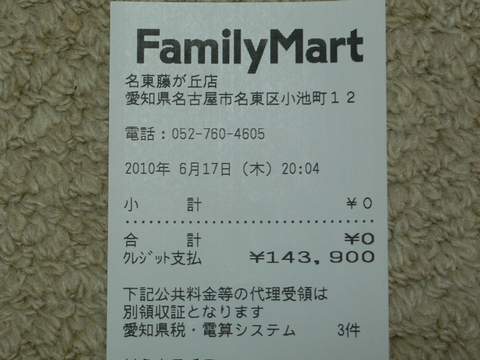 FamilyMart
名東藤が丘店
愛知県名古屋市名東区小池町１２
電話：052-760-4605
2010年 6月17日（木）20:04
小　　計　　￥０
合　　計　　¥0
ｸﾚｼﾞｯﾄ支払　¥143,900
下記公共料金等の代理受領は
別領収証となります
愛知県税・電算システム　　3件